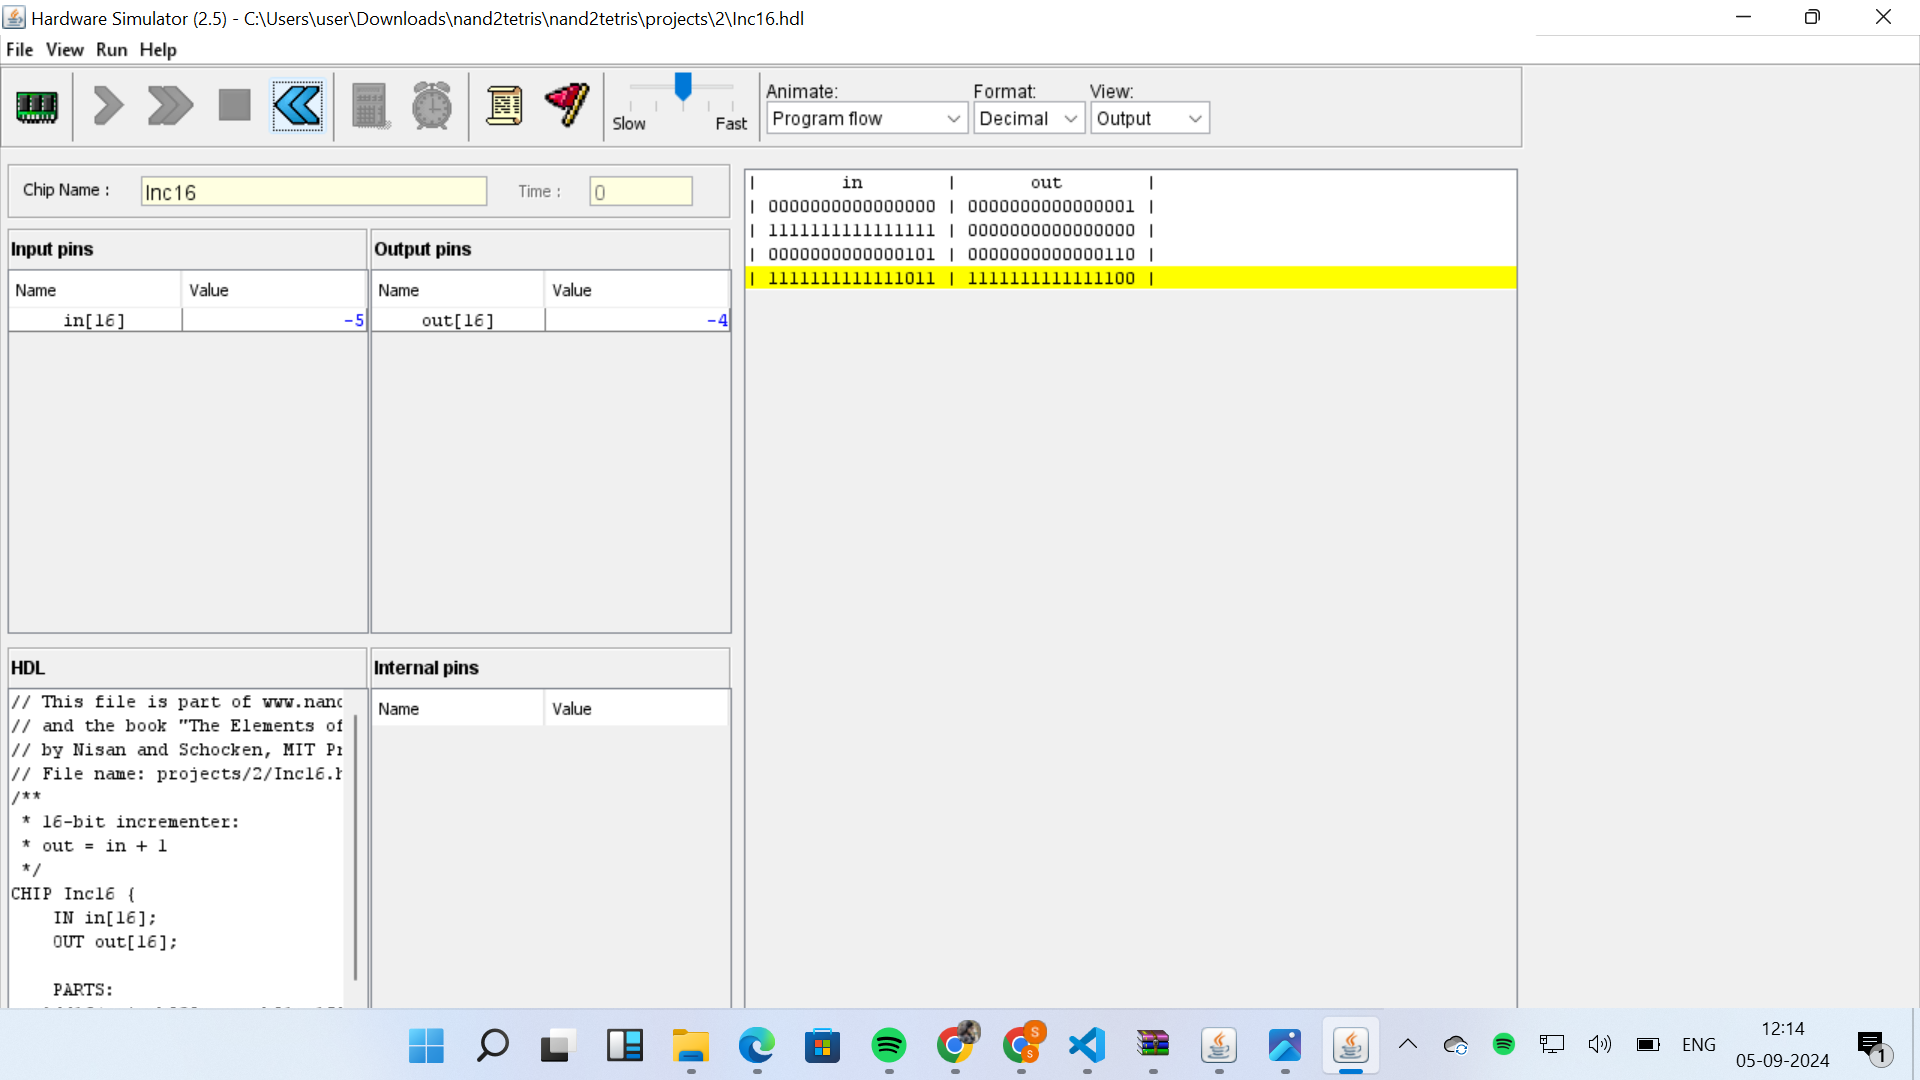 Hardware Simulator (2.5) - C:\Users\user\Downloads\nand2tetris\nand2tetris\projects\2\Inc16.hdl
File View Run Help
Slow Fast
Animate: Format: View:
Program flow Decimal Output
Chip Name : Inc16 Time : 0
Input pins Output pins
Name Value Name Value
in[16] -5 out[16] -4
| in | out |
| 0000000000000000 | 0000000000000001 |
| 1111111111111111 | 0000000000000000 |
| 0000000000000101 | 0000000000000110 |
| 1111111111111011 | 1111111111111100 |
HDL
// This file is part of www.nand
// and the book "The Elements of
// by Nisan and Schocken, MIT Pr
// File name: projects/2/Inc16.h
/**
* 16-bit incrementer:
* out = in + 1
*/
CHIP Inc16 {
IN in[16];
OUT out[16];
PARTS:
Internal pins
Name Value
S
S
ENG
12:14
05-09-2024
1